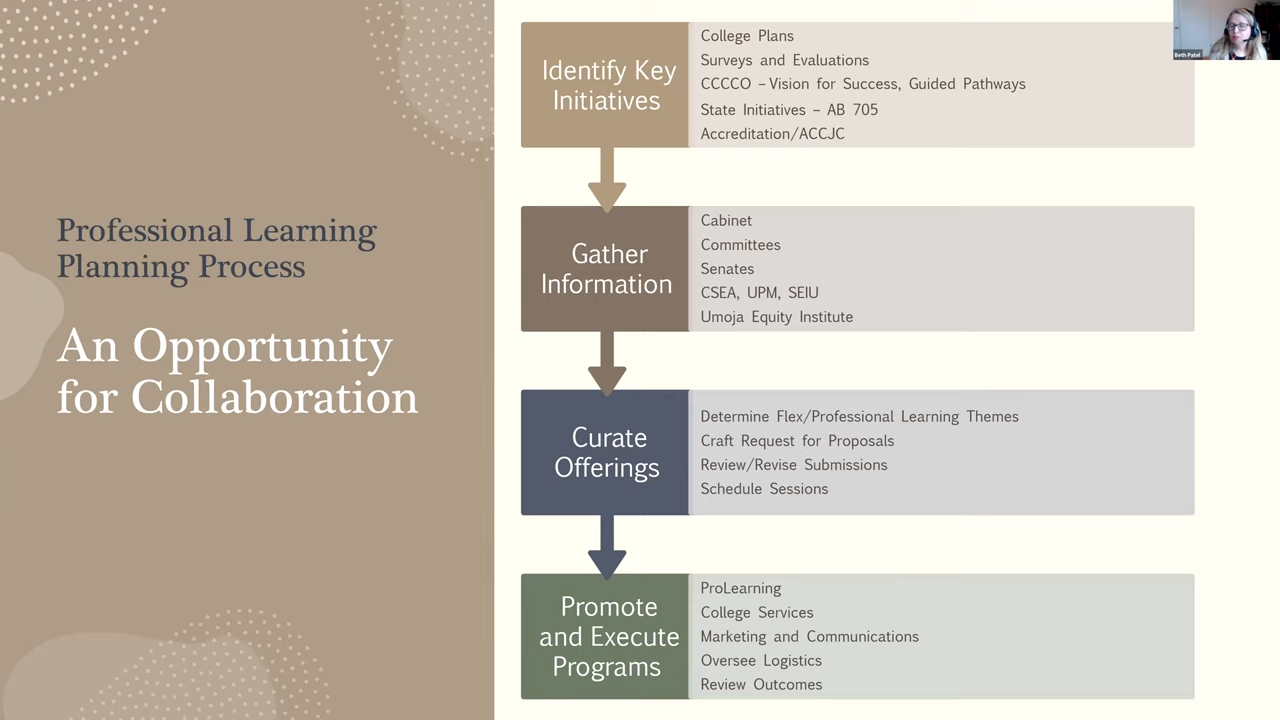 Professional Learning
Planning Process
An Opportunity
for Collaboration
Identify Key
Initiatives
College Plans
Surveys and Evaluations
CCCCO – Vision for Success, Guided Pathways
State Initiatives – AB 705
Accreditation/ACCJC
Gather
Information
Cabinet
Committees
Senates
CSEA, UPM, SEIU
Umoja Equity Institute
Curate
Offerings
Determine Flex/Professional Learning Themes
Craft Request for Proposals
Review/Revise Submissions
Schedule Sessions
Promote
and Execute
Programs
ProLearning
College Services
Marketing and Communications
Oversee Logistics
Review Outcomes
Beth Patel